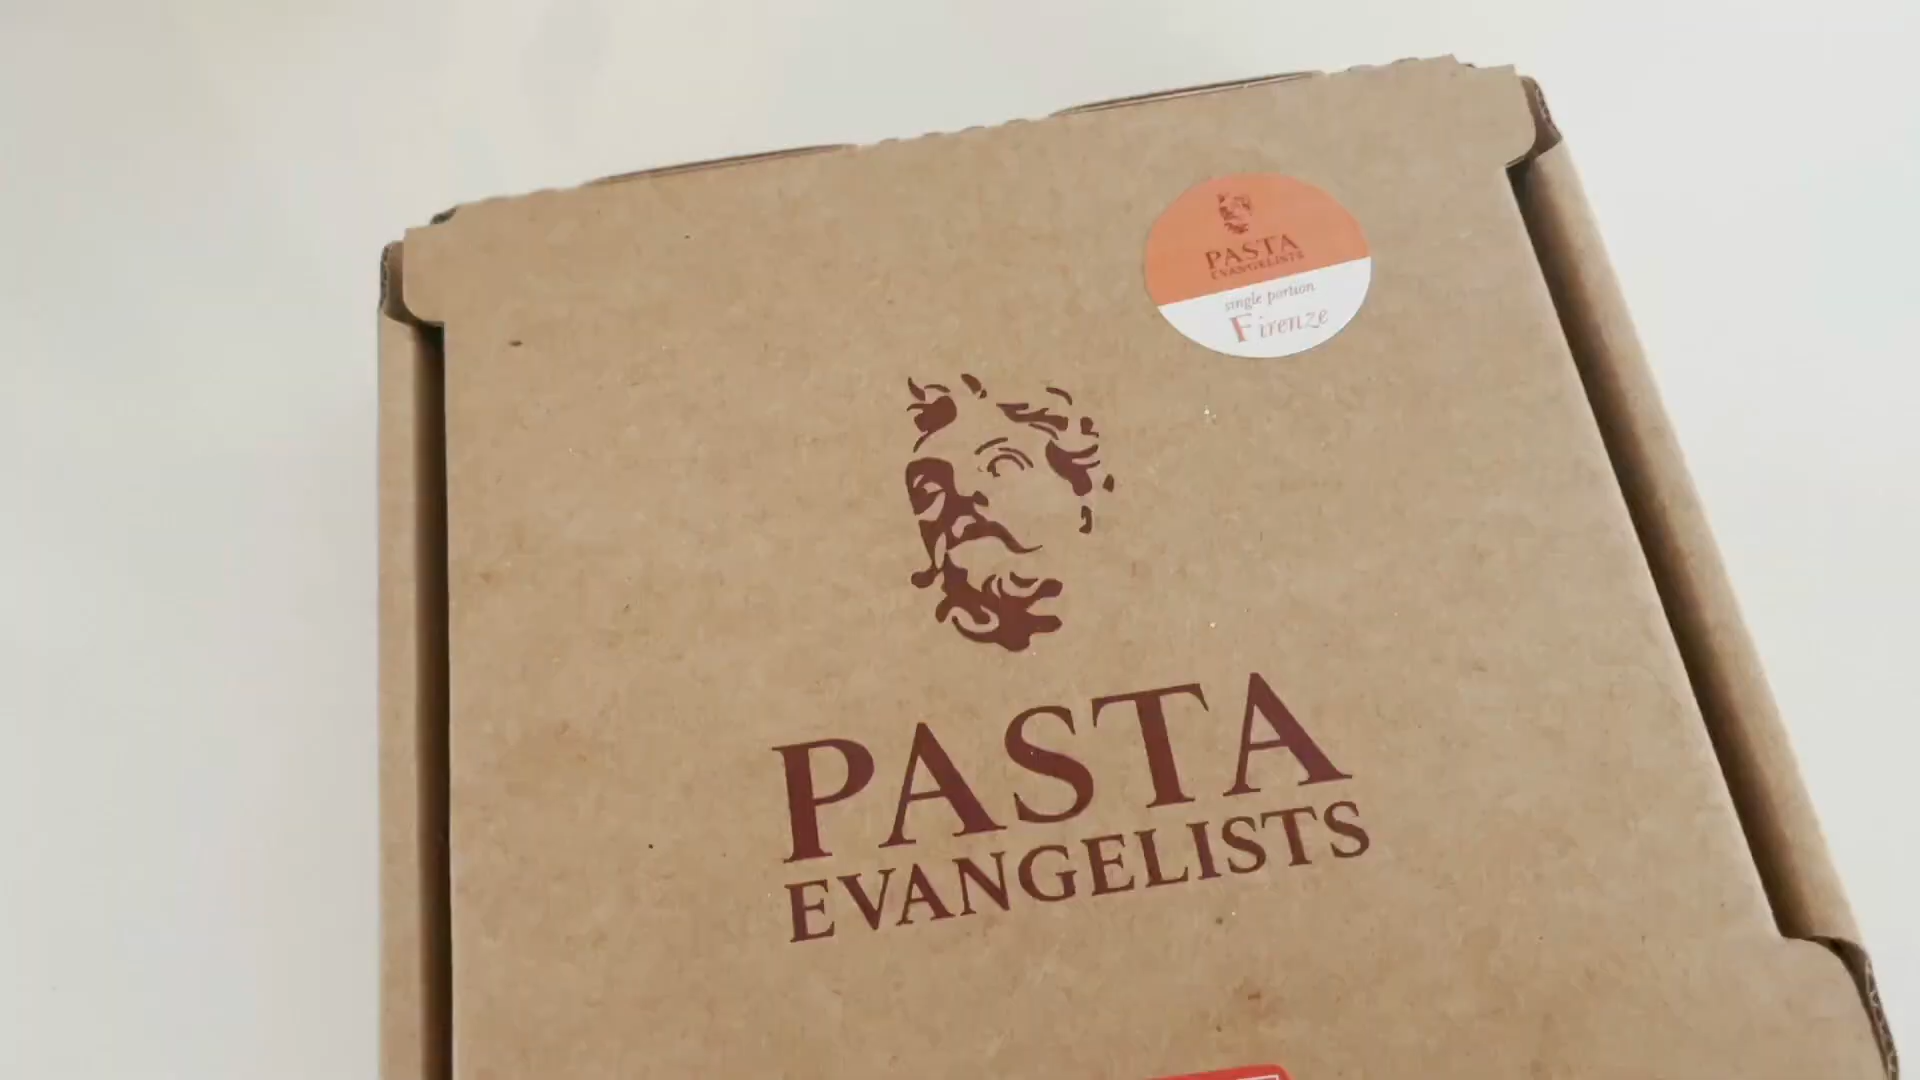 PASTA
EVANGELISTS
single portion
Firenze
PASTA
EVANGELISTS